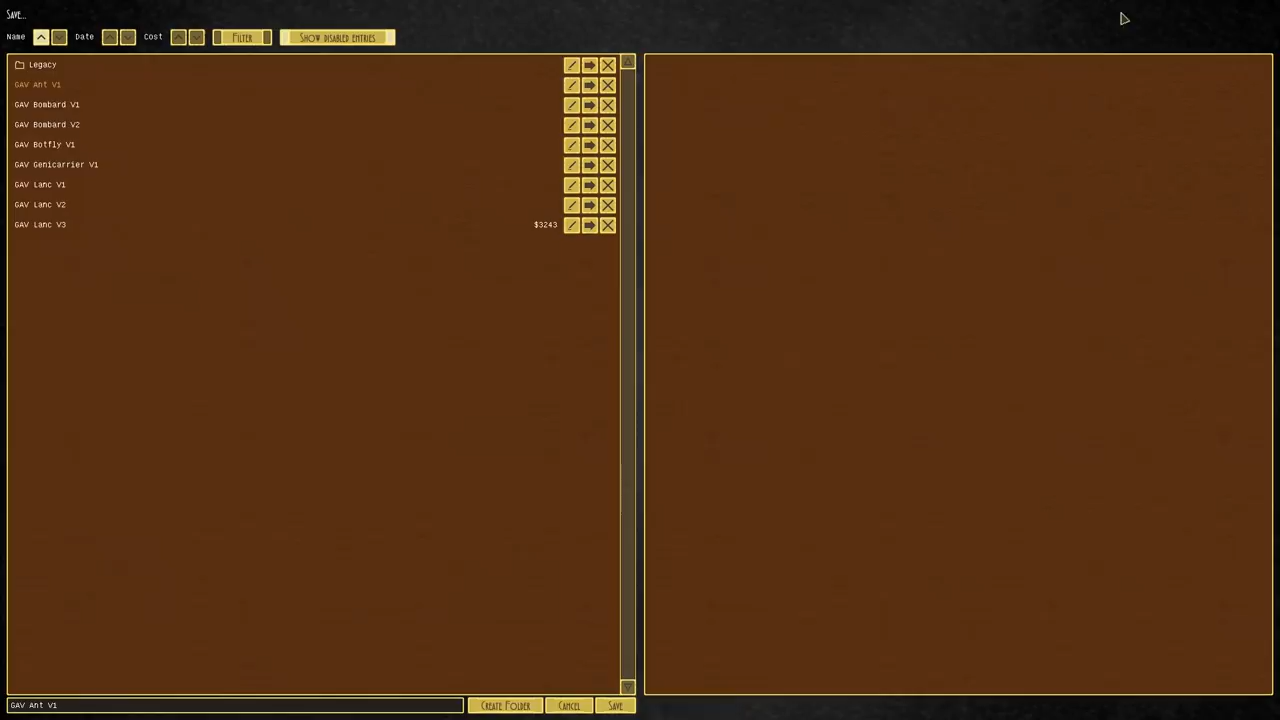 Save...
Name Date Cost Filter Show disabled entries
Legacy
GAV Ant V1
GAV Bombard V1
GAV Bombard V2
GAV Botfly V1
GAV Genicarrier V1
GAV Lanc V1
GAV Lanc V2
GAV Lanc V3 $3243
GAV Ant V1 Create Folder Cancel Save